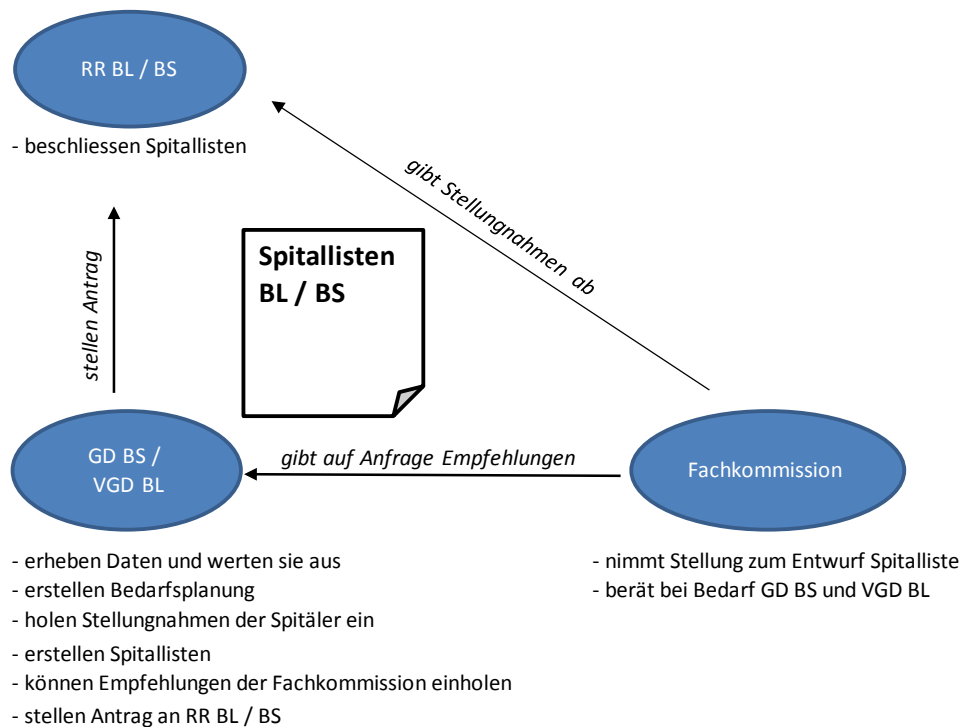 RR BL / BS
- beschliessen Spitallisten
gibt Stellungnahmen ab
stellen Antrag
Spitallisten
BL / BS
GD BS /
VGD BL
gibt auf Anfrage Empfehlungen
Fachkommission
- erheben Daten und werten sie aus
- erstellen Bedarfsplanung
- holen Stellungnahmen der Spitäler ein
- erstellen Spitallisten
- können Empfehlungen der Fachkommission einholen
- stellen Antrag an RR BL / BS
- nimmt Stellung zum Entwurf Spitalliste
- berät bei Bedarf GD BS und VGD BL